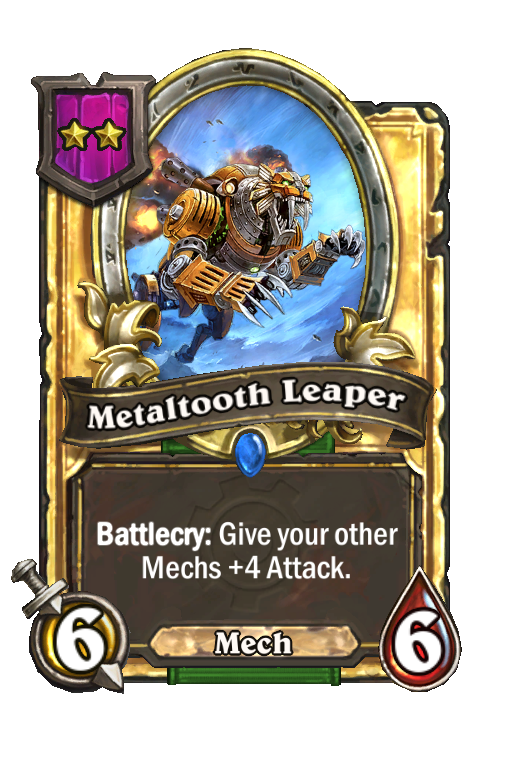 Metaltooth Leaper
Battlecry: Give your other
Mechs +4 Attack.
6
Mech
6